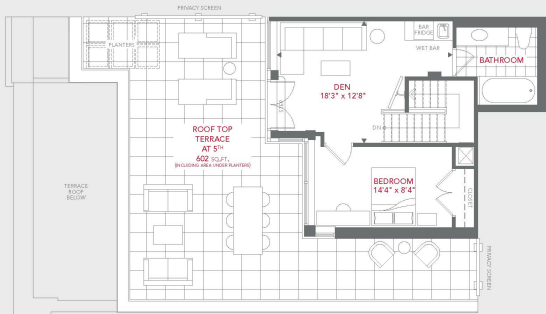 PRIVACY SCREEN
PLANTERS
BAR
FRIDGE
WET BAR
BATHROOM
DEN
18'3" x 12'8"
DN
ROOF TOP
TERRACE
AT 5TH
602 SQ.FT.
(INCLUDING AREA UNDER PLANTERS)
TERRACE
ROOF
BELOW
BEDROOM
14'4" x 8'4"
CLOSET
PRIVACY SCREEN